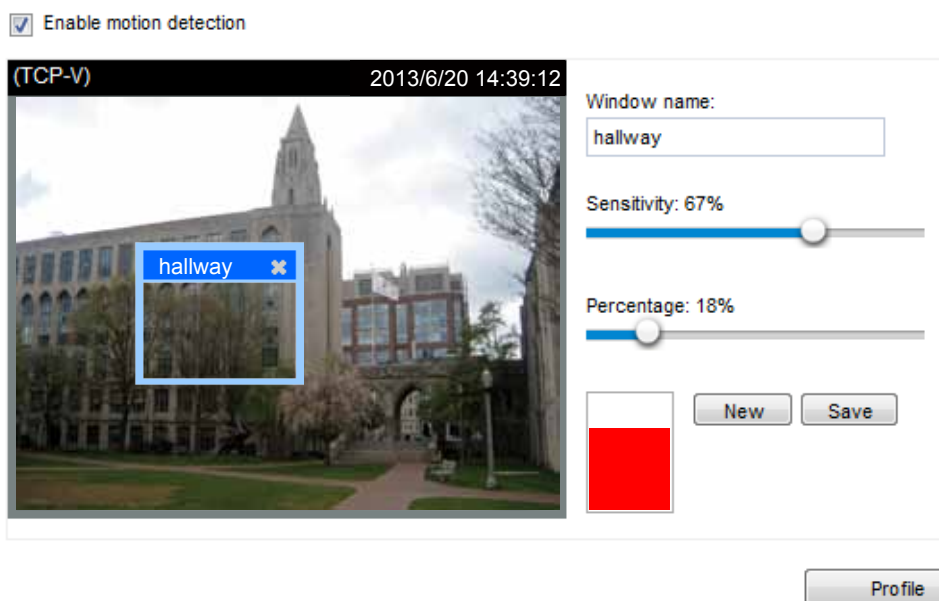 Enable motion detection
(TCP-V) 2013/6/20 14:39:12
Window name:
hallway
Sensitivity: 67%
hallway
Percentage: 18%
New Save
Profile